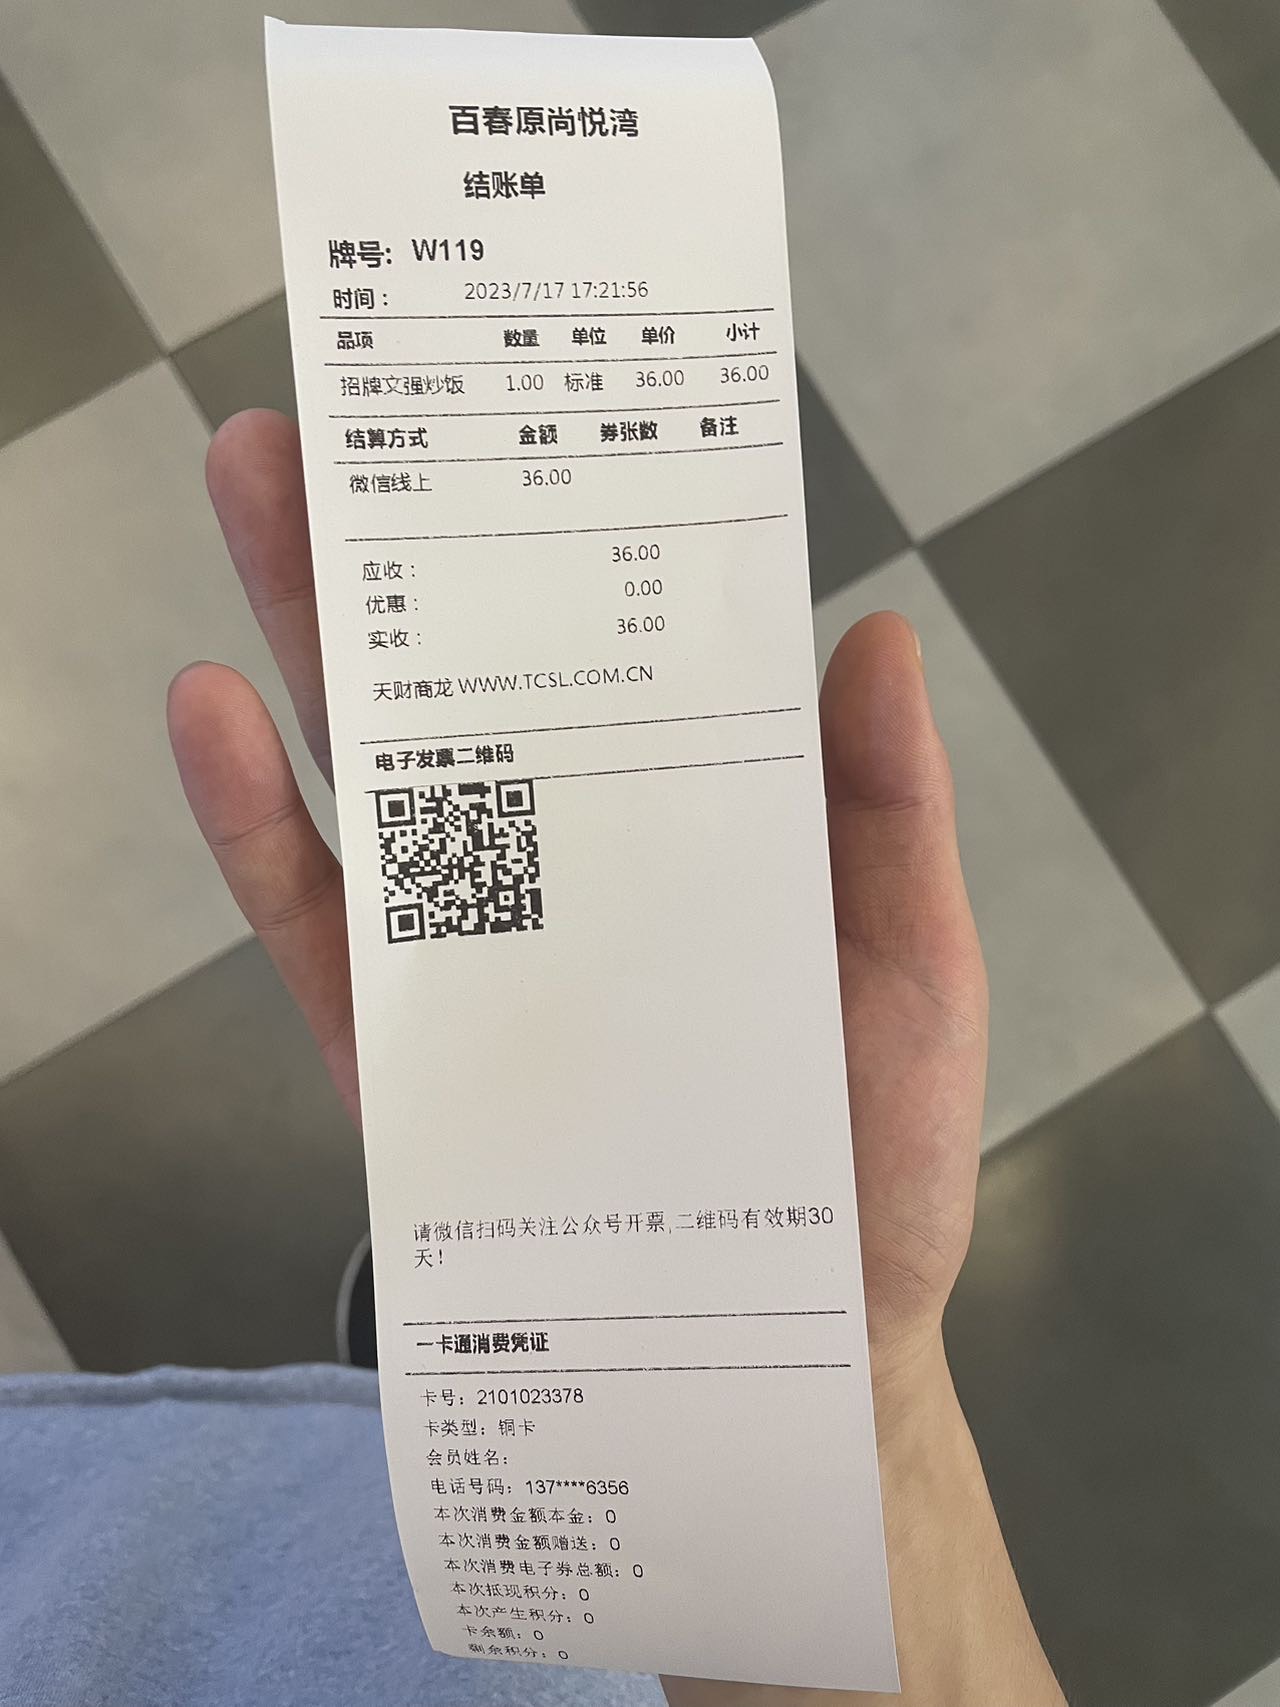 百春原尚悦湾
结账单
牌号: W119
时间： 2023/7/17 17:21:56
品项 数量 单位 单价 小计
招牌文强炒饭 1.00 标准 36.00 36.00
结算方式 金额 券张数 备注
微信线上 36.00
应收： 36.00
优惠： 0.00
实收： 36.00
天财商龙 WWW.TCSL.COM.CN
电子发票二维码
请微信扫码关注公众号开票,二维码有效期30
天!
一卡通消费凭证
卡号: 2101023378
卡类型: 铜卡
会员姓名:
电话号码: 137****6356
本次消费金额本金: 0
本次消费金额赠送: 0
本次消费电子券总额: 0
本次抵现积分: 0
本次产生积分: 0
卡余额: 0
剩余积分: 0